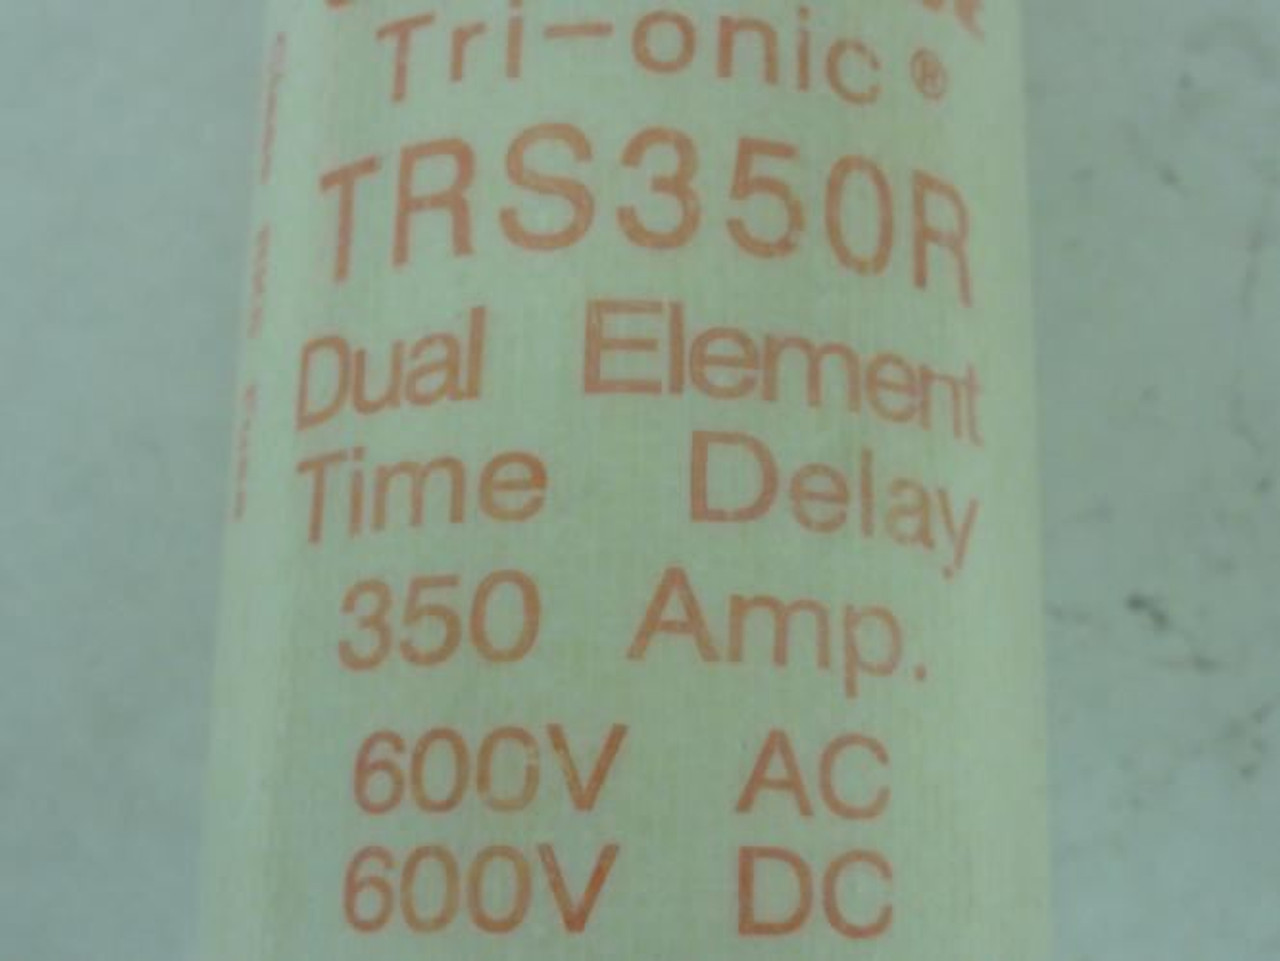 Tri-onic®
TRS350R
Dual Element
Time Delay
350 Amp.
600V AC
600V DC